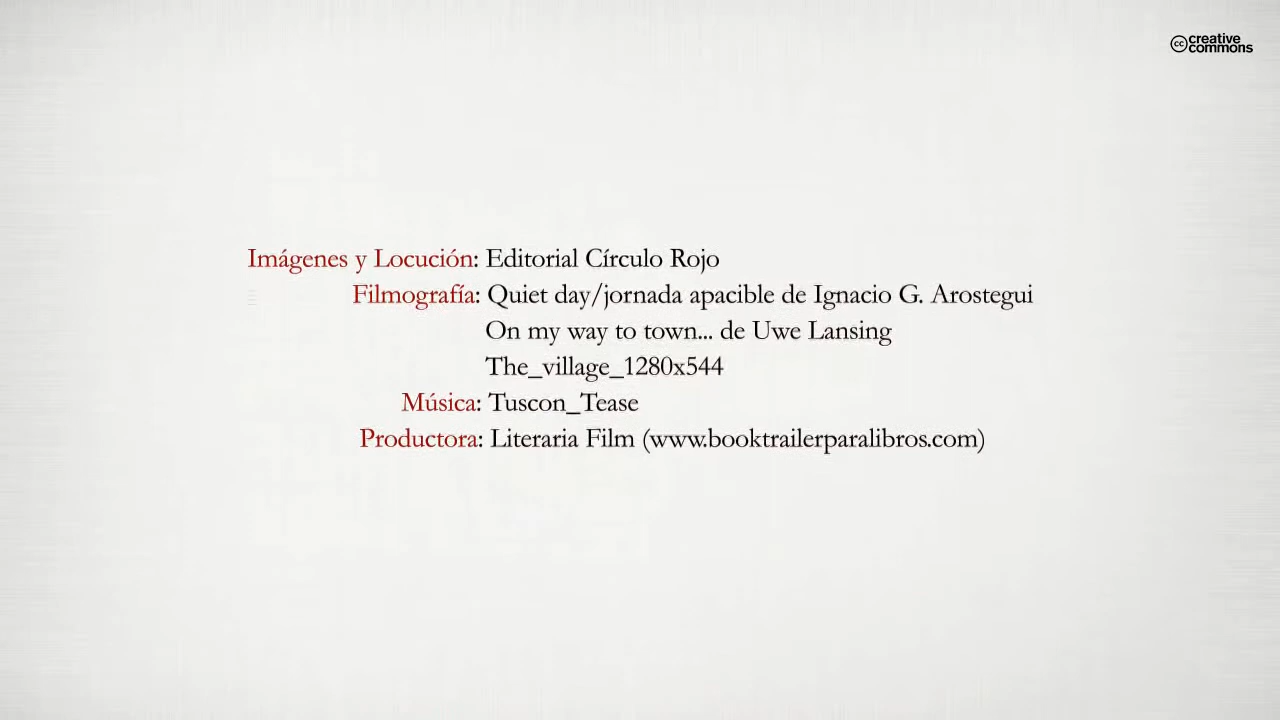 creative
commons
Imágenes y Locución: Editorial Círculo Rojo
Filmografía: Quiet day/jornada apacible de Ignacio G. Arostegui
On my way to town... de Uwe Lansing
The_village_1280x544
Música: Tuscon_Tease
Productora: Literaria Film (www.booktrailerparalibros.com)